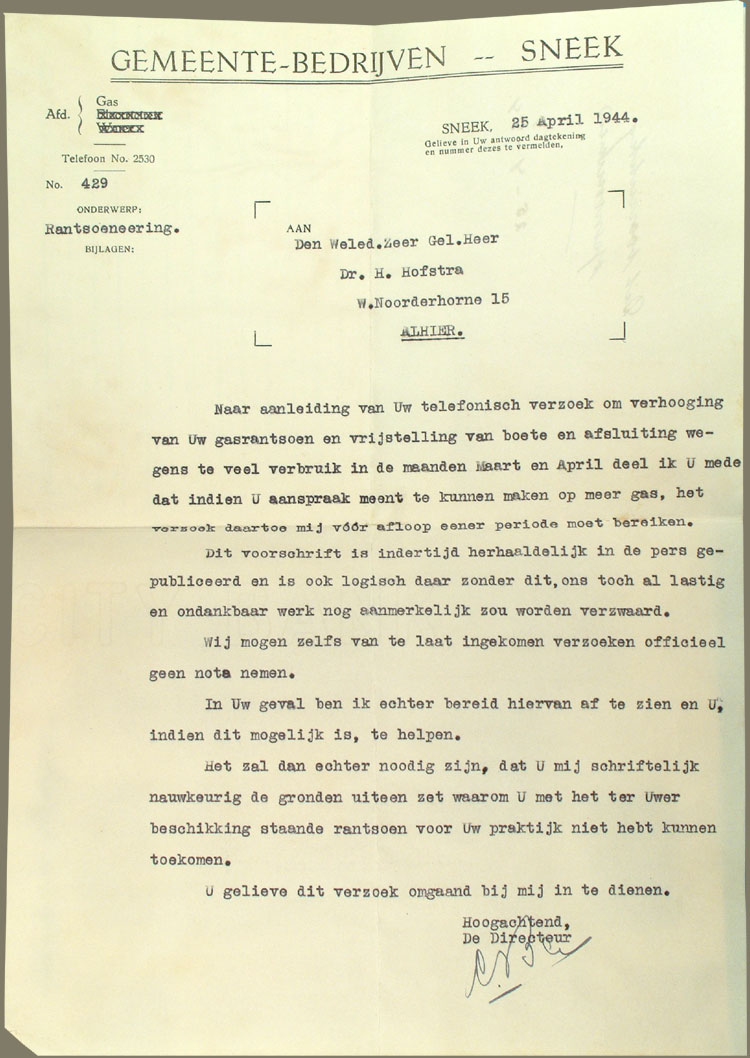 GEMEENTE-BEDRIJVEN -- SNEEK
Afd. Gas
Telefoon No. 2530
No. 429
ONDERWERP:
Rantsoeneering.
BIJLAGEN:
SNEEK, 25 April 1944.
Gelieve in Uw antwoord dagtekening
en nummer dezes te vermelden.
AAN
Den Weled.Zeer Gel.Heer
Dr. H. Hofstra
W.Noorderhorne 15
ALHIER.
Naar aanleiding van Uw telefonisch verzoek om verhooging
van Uw gasrantsoen en vrijstelling van boete en afsluiting we-
gens te veel verbruik in de maanden Maart en April deel ik U mede
dat indien U aanspraak meent te kunnen maken op meer gas, het
verzoek daartoe mij vóór afloop eener periode moet bereiken.
Dit voorschrift is indertijd herhaaldelijk in de pers ge-
publiceerd en is ook logisch daar zonder dit,ons toch al lastig
en ondankbaar werk nog aanmerkelijk zou worden verzwaard.
Wij mogen zelfs van te laat ingekomen verzoeken officieel
geen nota nemen.
In Uw geval ben ik echter bereid hiervan af te zien en U,
indien dit mogelijk is, te helpen.
Het zal dan echter noodig zijn, dat U mij schriftelijk
nauwkeurig de gronden uiteen zet waarom U met het ter Uwer
beschikking staande rantsoen voor Uw praktijk niet hebt kunnen
toekomen.
U gelieve dit verzoek omgaand bij mij in te dienen.
Hoogachtend,
De Directeur